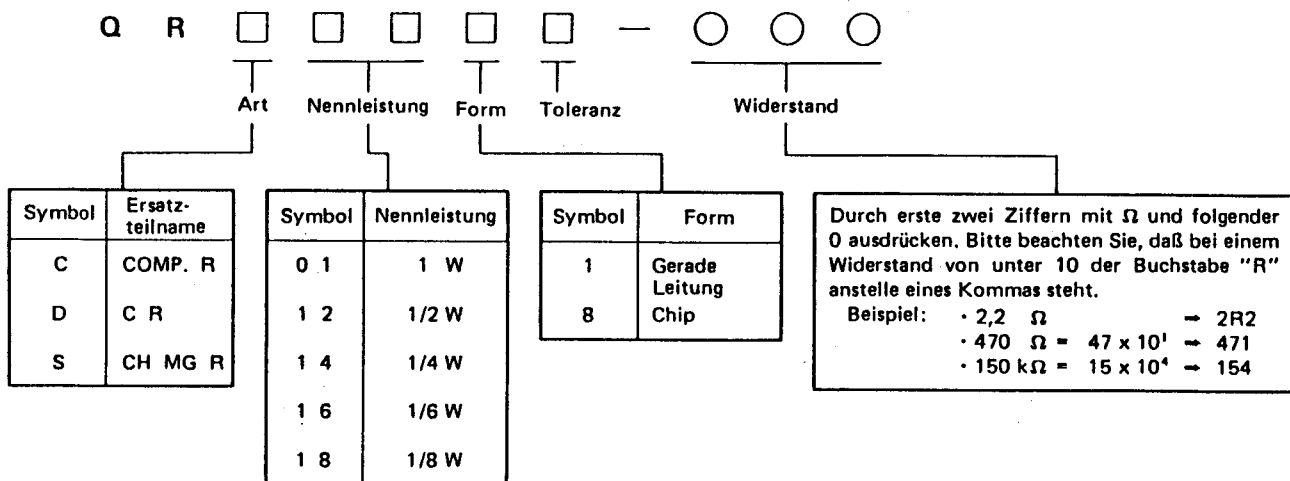 Q R □ □ □ □ □ — ○ ○ ○
Art Nennleistung Form Toleranz Widerstand
Symbol Ersatz-
teilname
C COMP. R
D C R
S CH MG R
Symbol Nennleistung
0 1 1 W
1 2 1/2 W
1 4 1/4 W
1 6 1/6 W
1 8 1/8 W
Symbol Form
1 Gerade
Leitung
8 Chip
Durch erste zwei Ziffern mit Ω und folgender
0 ausdrücken. Bitte beachten Sie, daß bei einem
Widerstand von unter 10 der Buchstabe "R"
anstelle eines Kommas steht.
Beispiel: · 2,2 Ω → 2R2
· 470 Ω = 47 x 10¹ → 471
· 150 kΩ = 15 x 10⁴ → 154